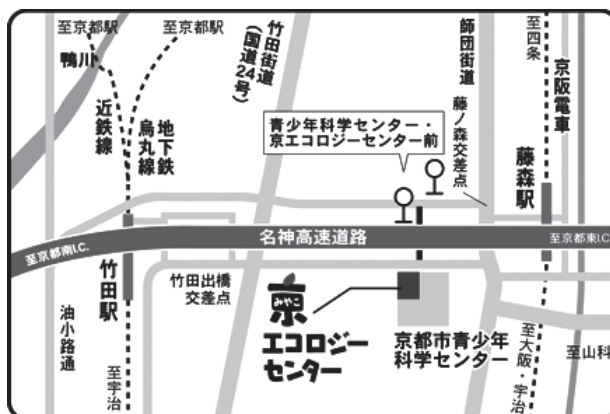 至京都駅
至京都駅
鴨川
近鉄線
地下鉄
烏丸線
竹田街道
(国道24号)
師団街道
至四条
京阪電車
青少年科学センター・
京エコロジーセンター前
藤ノ森交差点
藤森駅
名神高速道路
至京都南I.C.
至京都東I.C.
竹田駅
竹田出橋
交差点
油小路通
至宇治
みやこ
京
エコロジー
センター
京都市青少年
科学センター
至大阪・宇治
至山科